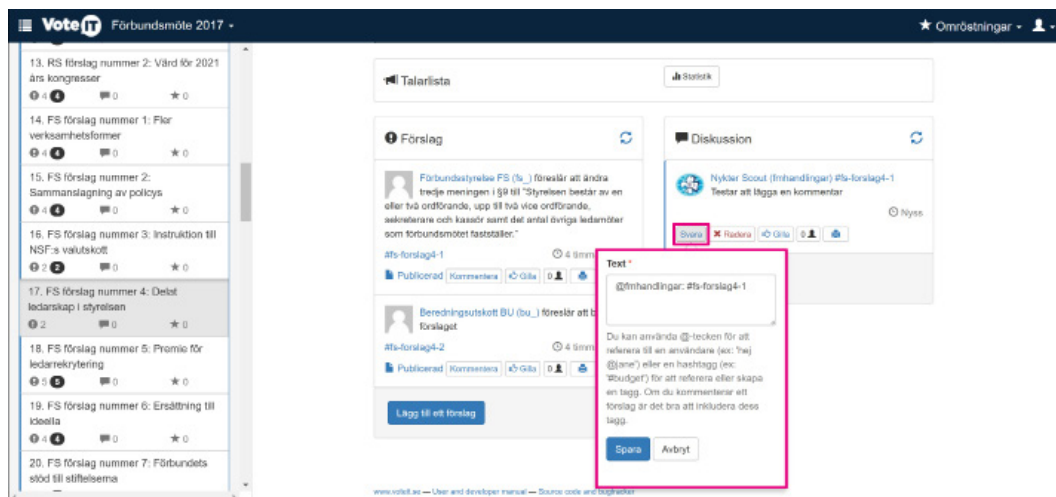 VoteIT Förbundsmöte 2017
Omröstningar
13. RS förslag nummer 2: Värd för 2021
års kongresser
4 4 0 0
14. FS förslag nummer 1: Fler
verksamhetsformer
4 4 0 0
15. FS förslag nummer 2:
Sammanslagning av policys
4 4 0 0
16. FS förslag nummer 3: Instruktion till
NSF:s valutskott
2 2 0 0
17. FS förslag nummer 4: Delat
ledarskap i styrelsen
2 0 0
18. FS förslag nummer 5: Premie för
ledarrekrytering
5 5 0 0
19. FS förslag nummer 6: Ersättning till
ideella
4 4 0 0
20. FS förslag nummer 7: Förbundets
stöd till stiftelserna
Talarlista
Statistik
Förslag
Förbundsstyrelse FS (fs_) föreslår att ändra
tredje meningen i §9 till "Styrelsen består av en
eller två ordförande, upp till två vice ordförande,
sekreterare och kassör samt det antal övriga ledamöter
som förbundsmötet fastställer."
#fs-forslag4-1 4 timm
Publicerad Kommentera Gilla 0
Beredningsutskott BU (bu_) föreslår att b
förslaget
#fs-forslag4-2 4 timm
Publicerad Kommentera Gilla 0
Lägg till ett förslag
Diskussion
Nykter Scout (fmhandlingar) #fs-forslag4-1
Testar att lägga en kommentar
Nyss
Svara Radera Gilla 0
Text *
@fmhandlingar: #fs-forslag4-1
Du kan använda @-tecken för att
referera till en användare (ex: 'hej
@jane') eller en hashtagg (ex:
'#budget') för att referera eller skapa
en tagg. Om du kommenterar ett
förslag är det bra att inkludera dess
tagg.
Spara Avbryt
www.voteit.se — User and developer manual — Source code and bugtracker